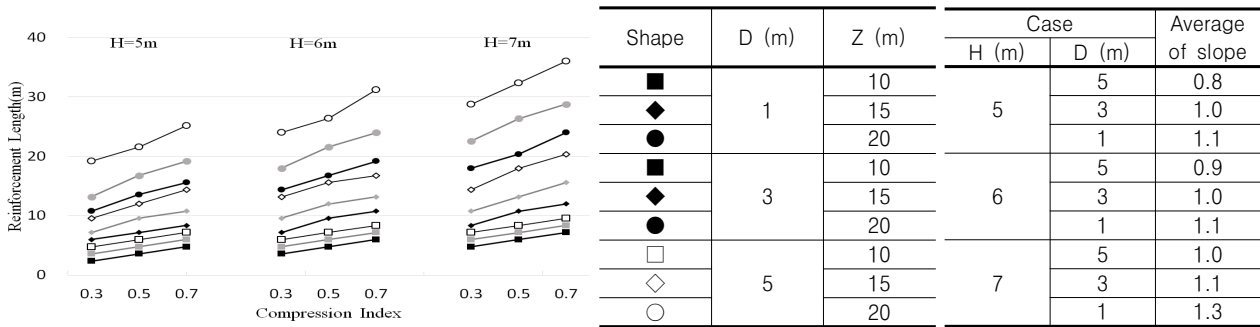 40
30
20
10
0
Reinforcement Length(m)
H=5m
H=6m
H=7m
0.3 0.5 0.7 0.3 0.5 0.7 0.3 0.5 0.7
Compression Index
Shape D (m) Z (m)
10
1 15
20
10
3 15
20
10
5 15
20
Case Average of slope
H (m) D (m)
5 0.8
5 3 1.0
1 1.1
5 0.9
6 3 1.0
1 1.1
5 1.0
7 3 1.1
1 1.3